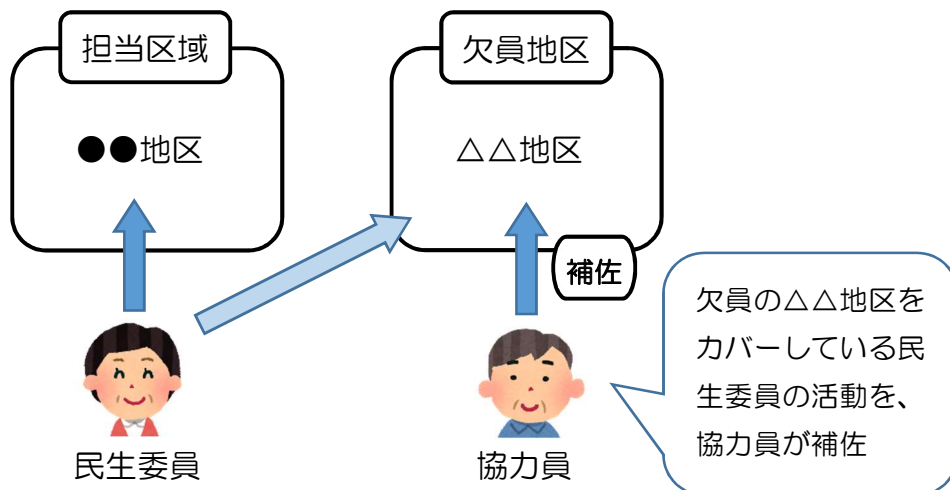 担当区域
欠員地区
●●地区
△△地区
補佐
欠員の△△地区を
カバーしている民
生委員の活動を、
協力員が補佐
民生委員
協力員